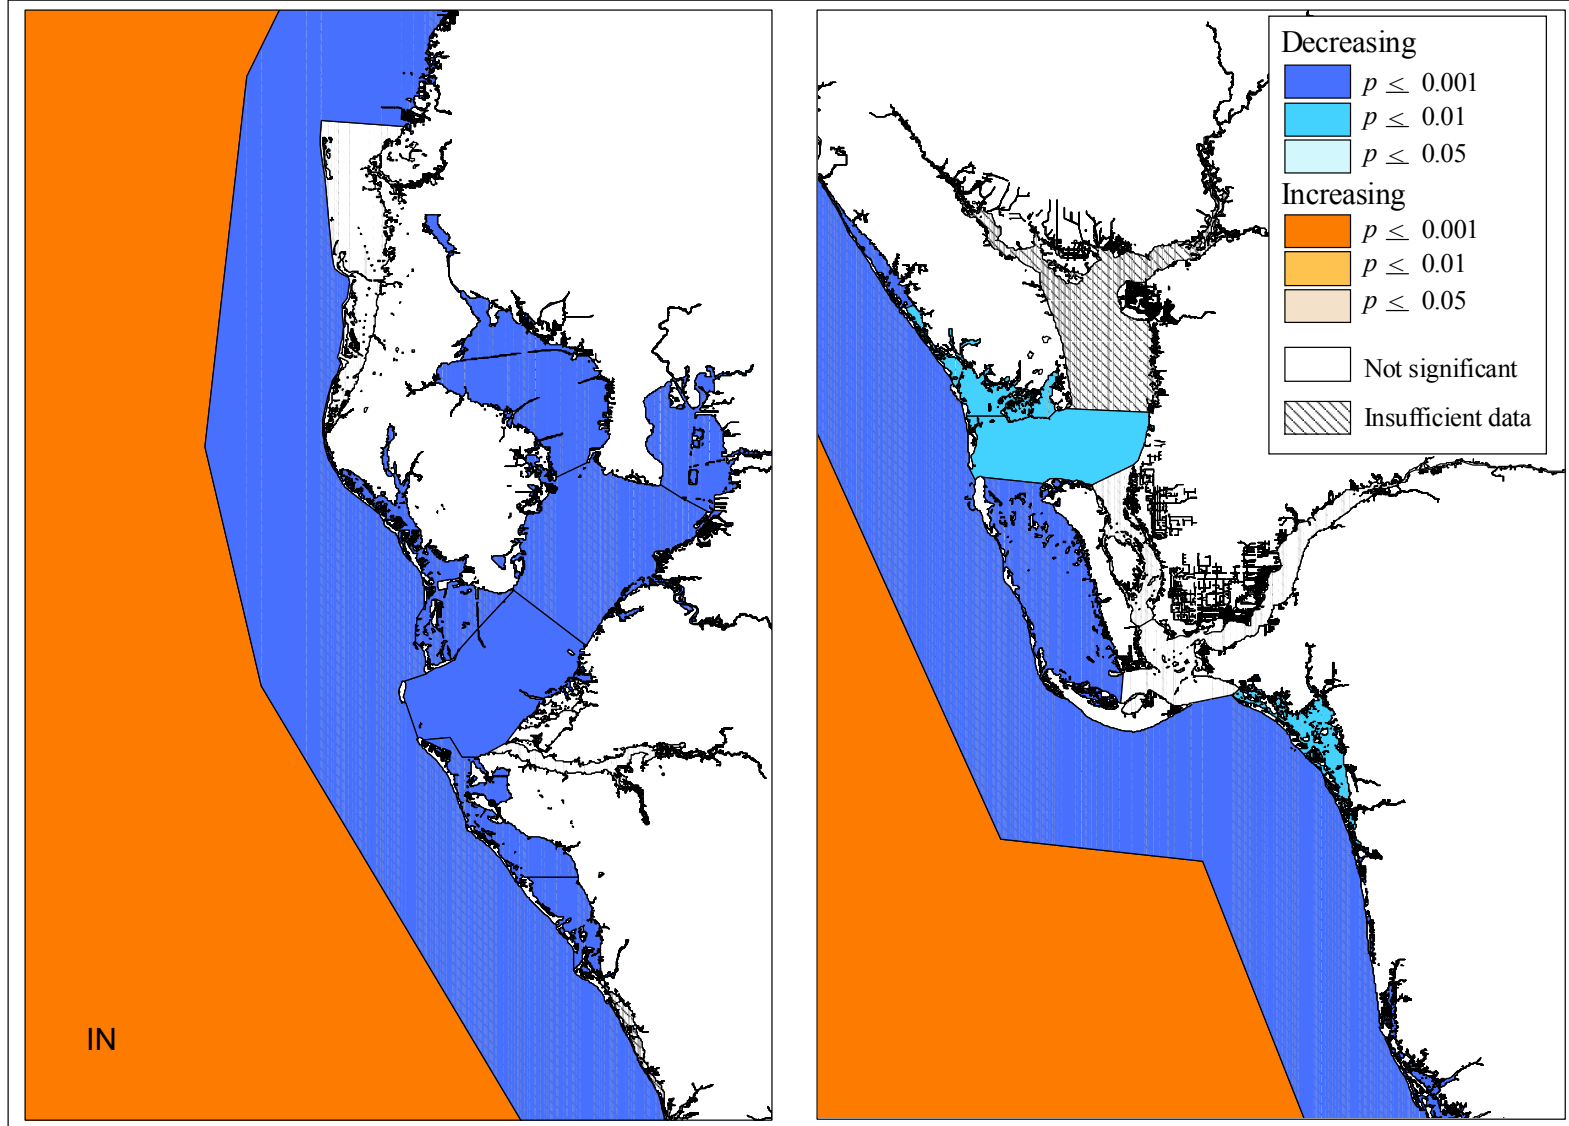 Decreasing
p ≤ 0.001
p ≤ 0.01
p ≤ 0.05
Increasing
p ≤ 0.001
p ≤ 0.01
p ≤ 0.05
Not significant
Insufficient data
IN